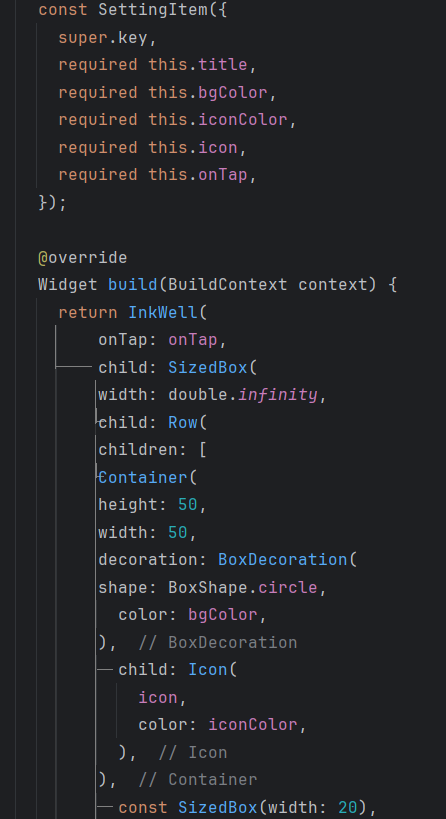 const SettingItem({
super.key,
required this.title,
required this.bgColor,
required this.iconColor,
required this.icon,
required this.onTap,
});
@override
Widget build(BuildContext context) {
return InkWell(
onTap: onTap,
child: SizedBox(
width: double.infinity,
child: Row(
children: [
Container(
height: 50,
width: 50,
decoration: BoxDecoration(
shape: BoxShape.circle,
color: bgColor,
), // BoxDecoration
child: Icon(
icon,
color: iconColor,
), // Icon
), // Container
const SizedBox(width: 20),